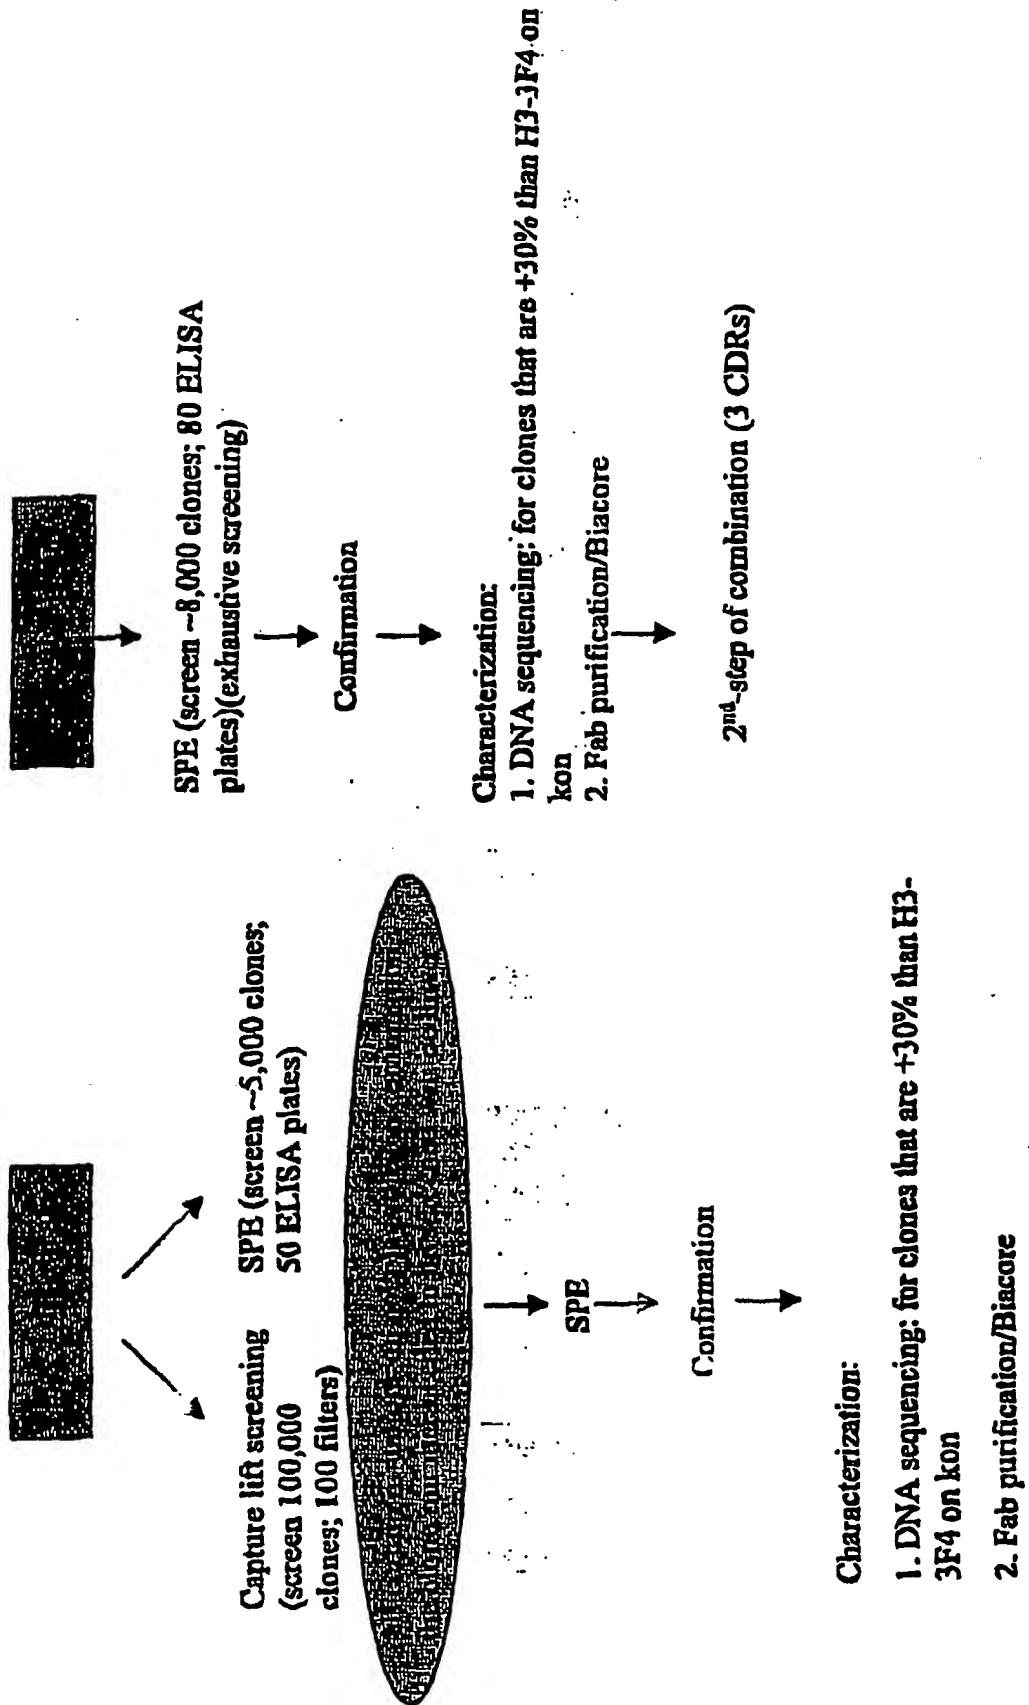 Capture lift screening
(screen 100,000
clones; 100 filters)
SPE (screen ~5,000 clones;
50 ELISA plates)
SPE
Confirmation
Characterization:
1. DNA sequencing: for clones that are +30% than H3-
3F4 on kon
2. Fab purification/Biacore
SPE (screen ~8,000 clones; 80 ELISA
plates)(exhaustive screening)
Confirmation
Characterization:
1. DNA sequencing: for clones that are +30% than H3-3F4 on
kon
2. Fab purification/Biacore
2nd-step of combination (3 CDRs)